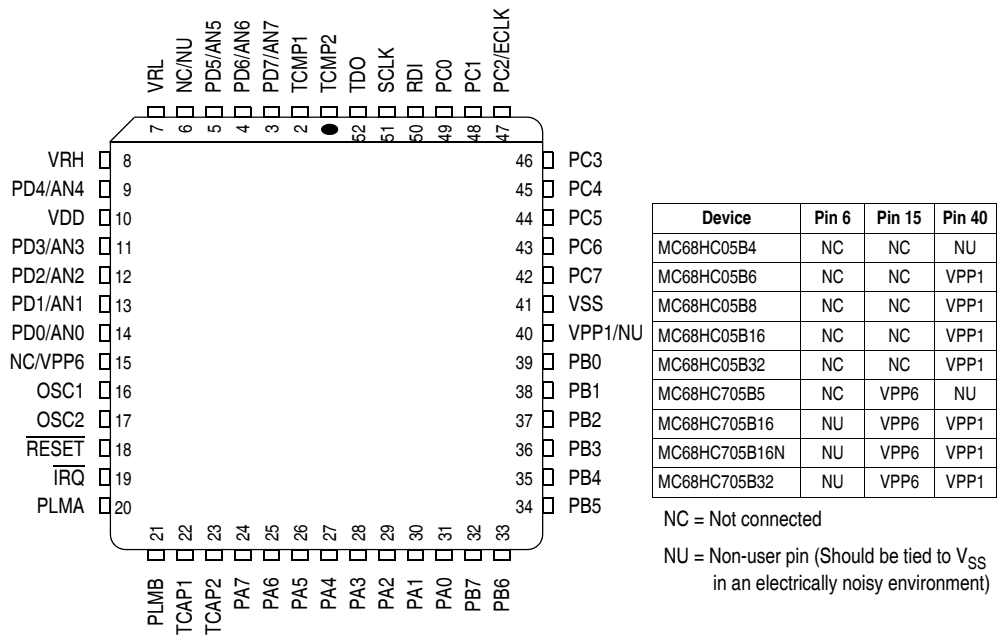 VRL
NC/NU
PD5/AN5
PD6/AN6
PD7/AN7
TCMP1
TCMP2
TDO
SCLK
RDI
PC0
PC1
PC2/ECLK
7
6
5
4
3
2
52
51
50
49
48
47
VRH 8
PD4/AN4 9
VDD 10
PD3/AN3 11
PD2/AN2 12
PD1/AN1 13
PD0/AN0 14
NC/VPP6 15
OSC1 16
OSC2 17
RESET 18
IRQ 19
PLMA 20
46 PC3
45 PC4
44 PC5
43 PC6
42 PC7
41 VSS
40 VPP1/NU
39 PB0
38 PB1
37 PB2
36 PB3
35 PB4
34 PB5
21
22
23
24
25
26
27
28
29
30
31
32
33
PLMB
TCAP1
TCAP2
PA7
PA6
PA5
PA4
PA3
PA2
PA1
PA0
PB7
PB6
Device Pin 6 Pin 15 Pin 40
MC68HC05B4 NC NC NU
MC68HC05B6 NC NC VPP1
MC68HC05B8 NC NC VPP1
MC68HC05B16 NC NC VPP1
MC68HC05B32 NC NC VPP1
MC68HC705B5 NC VPP6 NU
MC68HC705B16 NU VPP6 VPP1
MC68HC705B16N NU VPP6 VPP1
MC68HC705B32 NU VPP6 VPP1
NC = Not connected
NU = Non-user pin (Should be tied to VSS
in an electrically noisy environment)